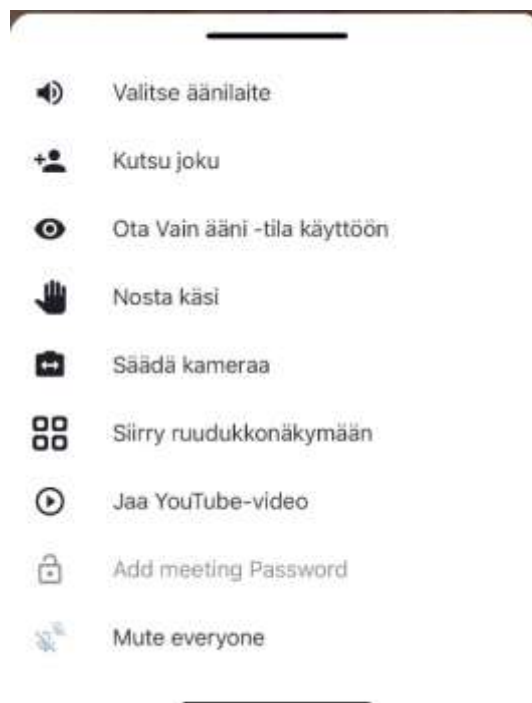 Valitse äänilaite
Kutsu joku
Ota Vain ääni -tila käyttöön
Nosta käsi
Säädä kameraa
Siirry ruudukkonäkymään
Jaa YouTube-video
Add meeting Password
Mute everyone